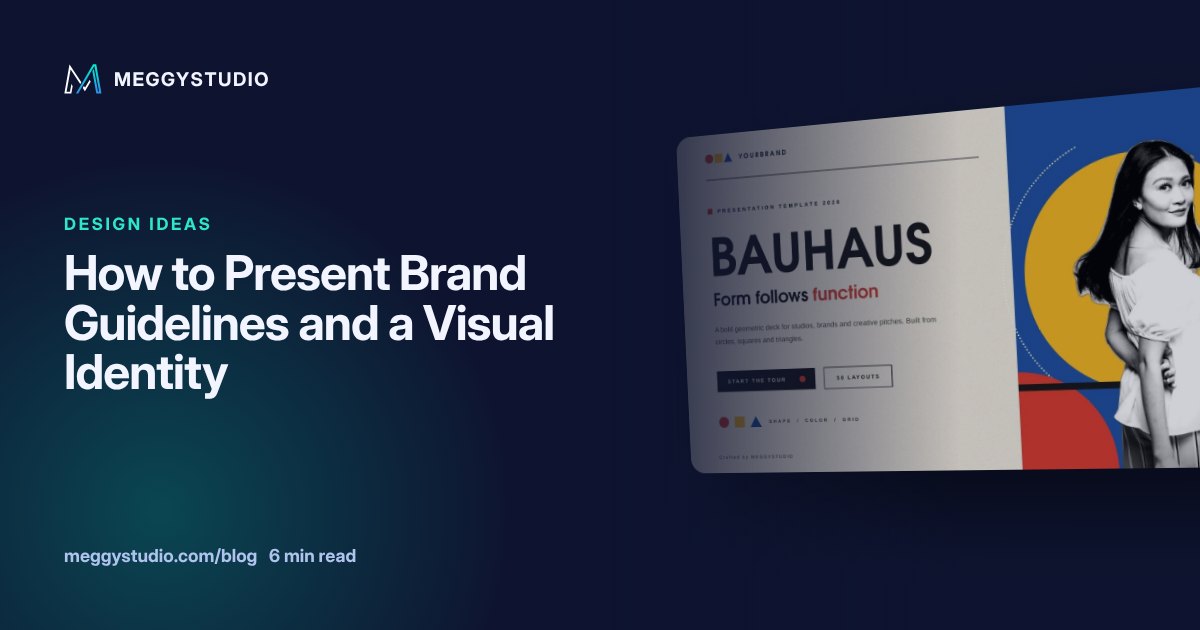 MEGGYSTUDIO
DESIGN IDEAS
How to Present Brand
Guidelines and a Visual
Identity
meggystudio.com/blog 6 min read
YOURBRAND
PRESENTATION TEMPLATE 2026
BAUHAUS
Form follows function
A bold geometric deck for studios, brands and creative pitches. Built from
circles, squares and triangles.
START THE TOUR
50 LAYOUTS
SHAPE / COLOR / GRID
Crafted by MEGGYSTUDIO